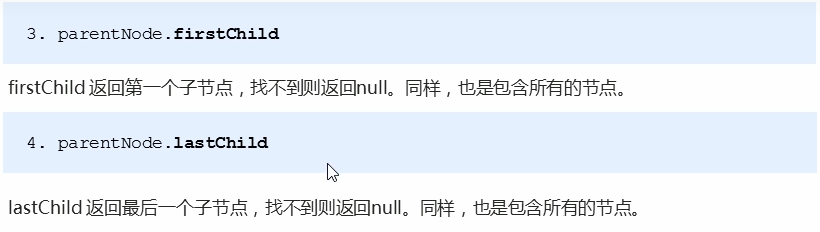 3. parentNode.firstChild
firstChild 返回第一个子节点，找不到则返回null。同样，也是包含所有的节点。
4. parentNode.lastChild
lastChild 返回最后一个子节点，找不到则返回null。同样，也是包含所有的节点。